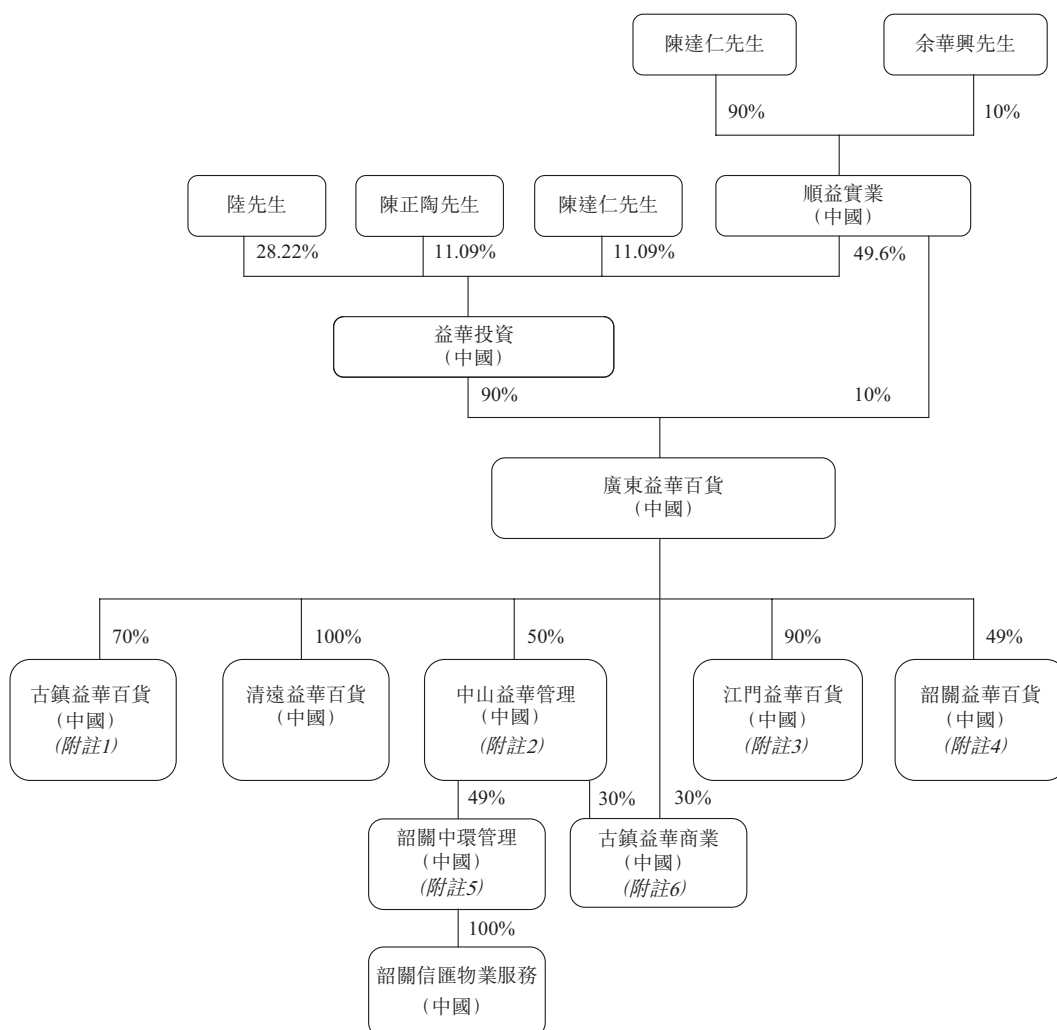 陳達仁先生
余華興先生
90%
10%
陸先生
陳正陶先生
陳達仁先生
順益實業
（中國）
28.22%
11.09%
11.09%
49.6%
益華投資
（中國）
90%
10%
廣東益華百貨
（中國）
70%
100%
50%
90%
49%
古鎮益華百貨
（中國）
(附註1)
清遠益華百貨
（中國）
中山益華管理
（中國）
(附註2)
江門益華百貨
（中國）
(附註3)
韶關益華百貨
（中國）
(附註4)
49%
30%
30%
韶關中環管理
（中國）
(附註5)
古鎮益華商業
（中國）
(附註6)
100%
韶關信匯物業服務
（中國）